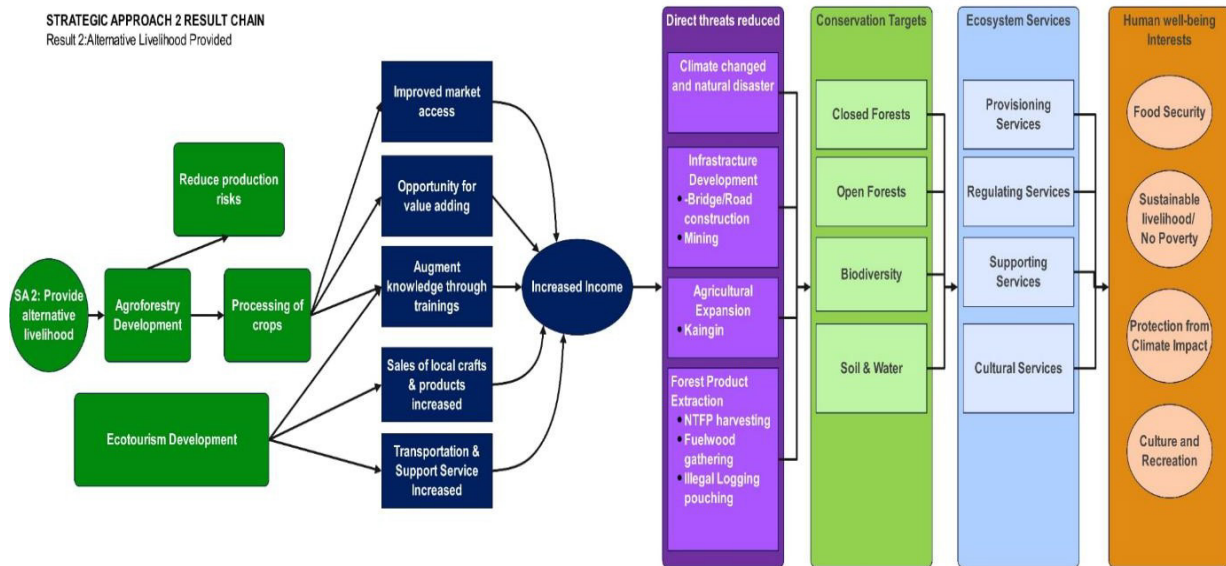 STRATEGIC APPROACH 2 RESULT CHAIN
Result 2:Alternative Livelihood Provided
SA 2: Provide
alternative
livelihood
Reduce production
risks
Agroforestry
Development
Processing of
crops
Ecotourism Development
Improved market
access
Opportunity for
value adding
Augment
knowledge through
trainings
Sales of local crafts
& products
increased
Transportation &
Support Service
Increased
Increased Income
Direct threats reduced
Climate changed
and natural disaster
Infrastracture
Development
•-Bridge/Road
construction
• Mining
Agricultural
Expansion
• Kaingin
Forest Product
Extraction
• NTFP harvesting
• Fuelwood
gathering
• Illegal Logging
pouching
Conservation Targets
Closed Forests
Open Forests
Biodiversity
Soil & Water
Ecosystem Services
Provisioning
Services
Regulating Services
Supporting
Services
Cultural Services
Human well-being
Interests
Food Security
Sustainable
livelihood/
No Poverty
Protection from
Climate Impact
Culture and
Recreation